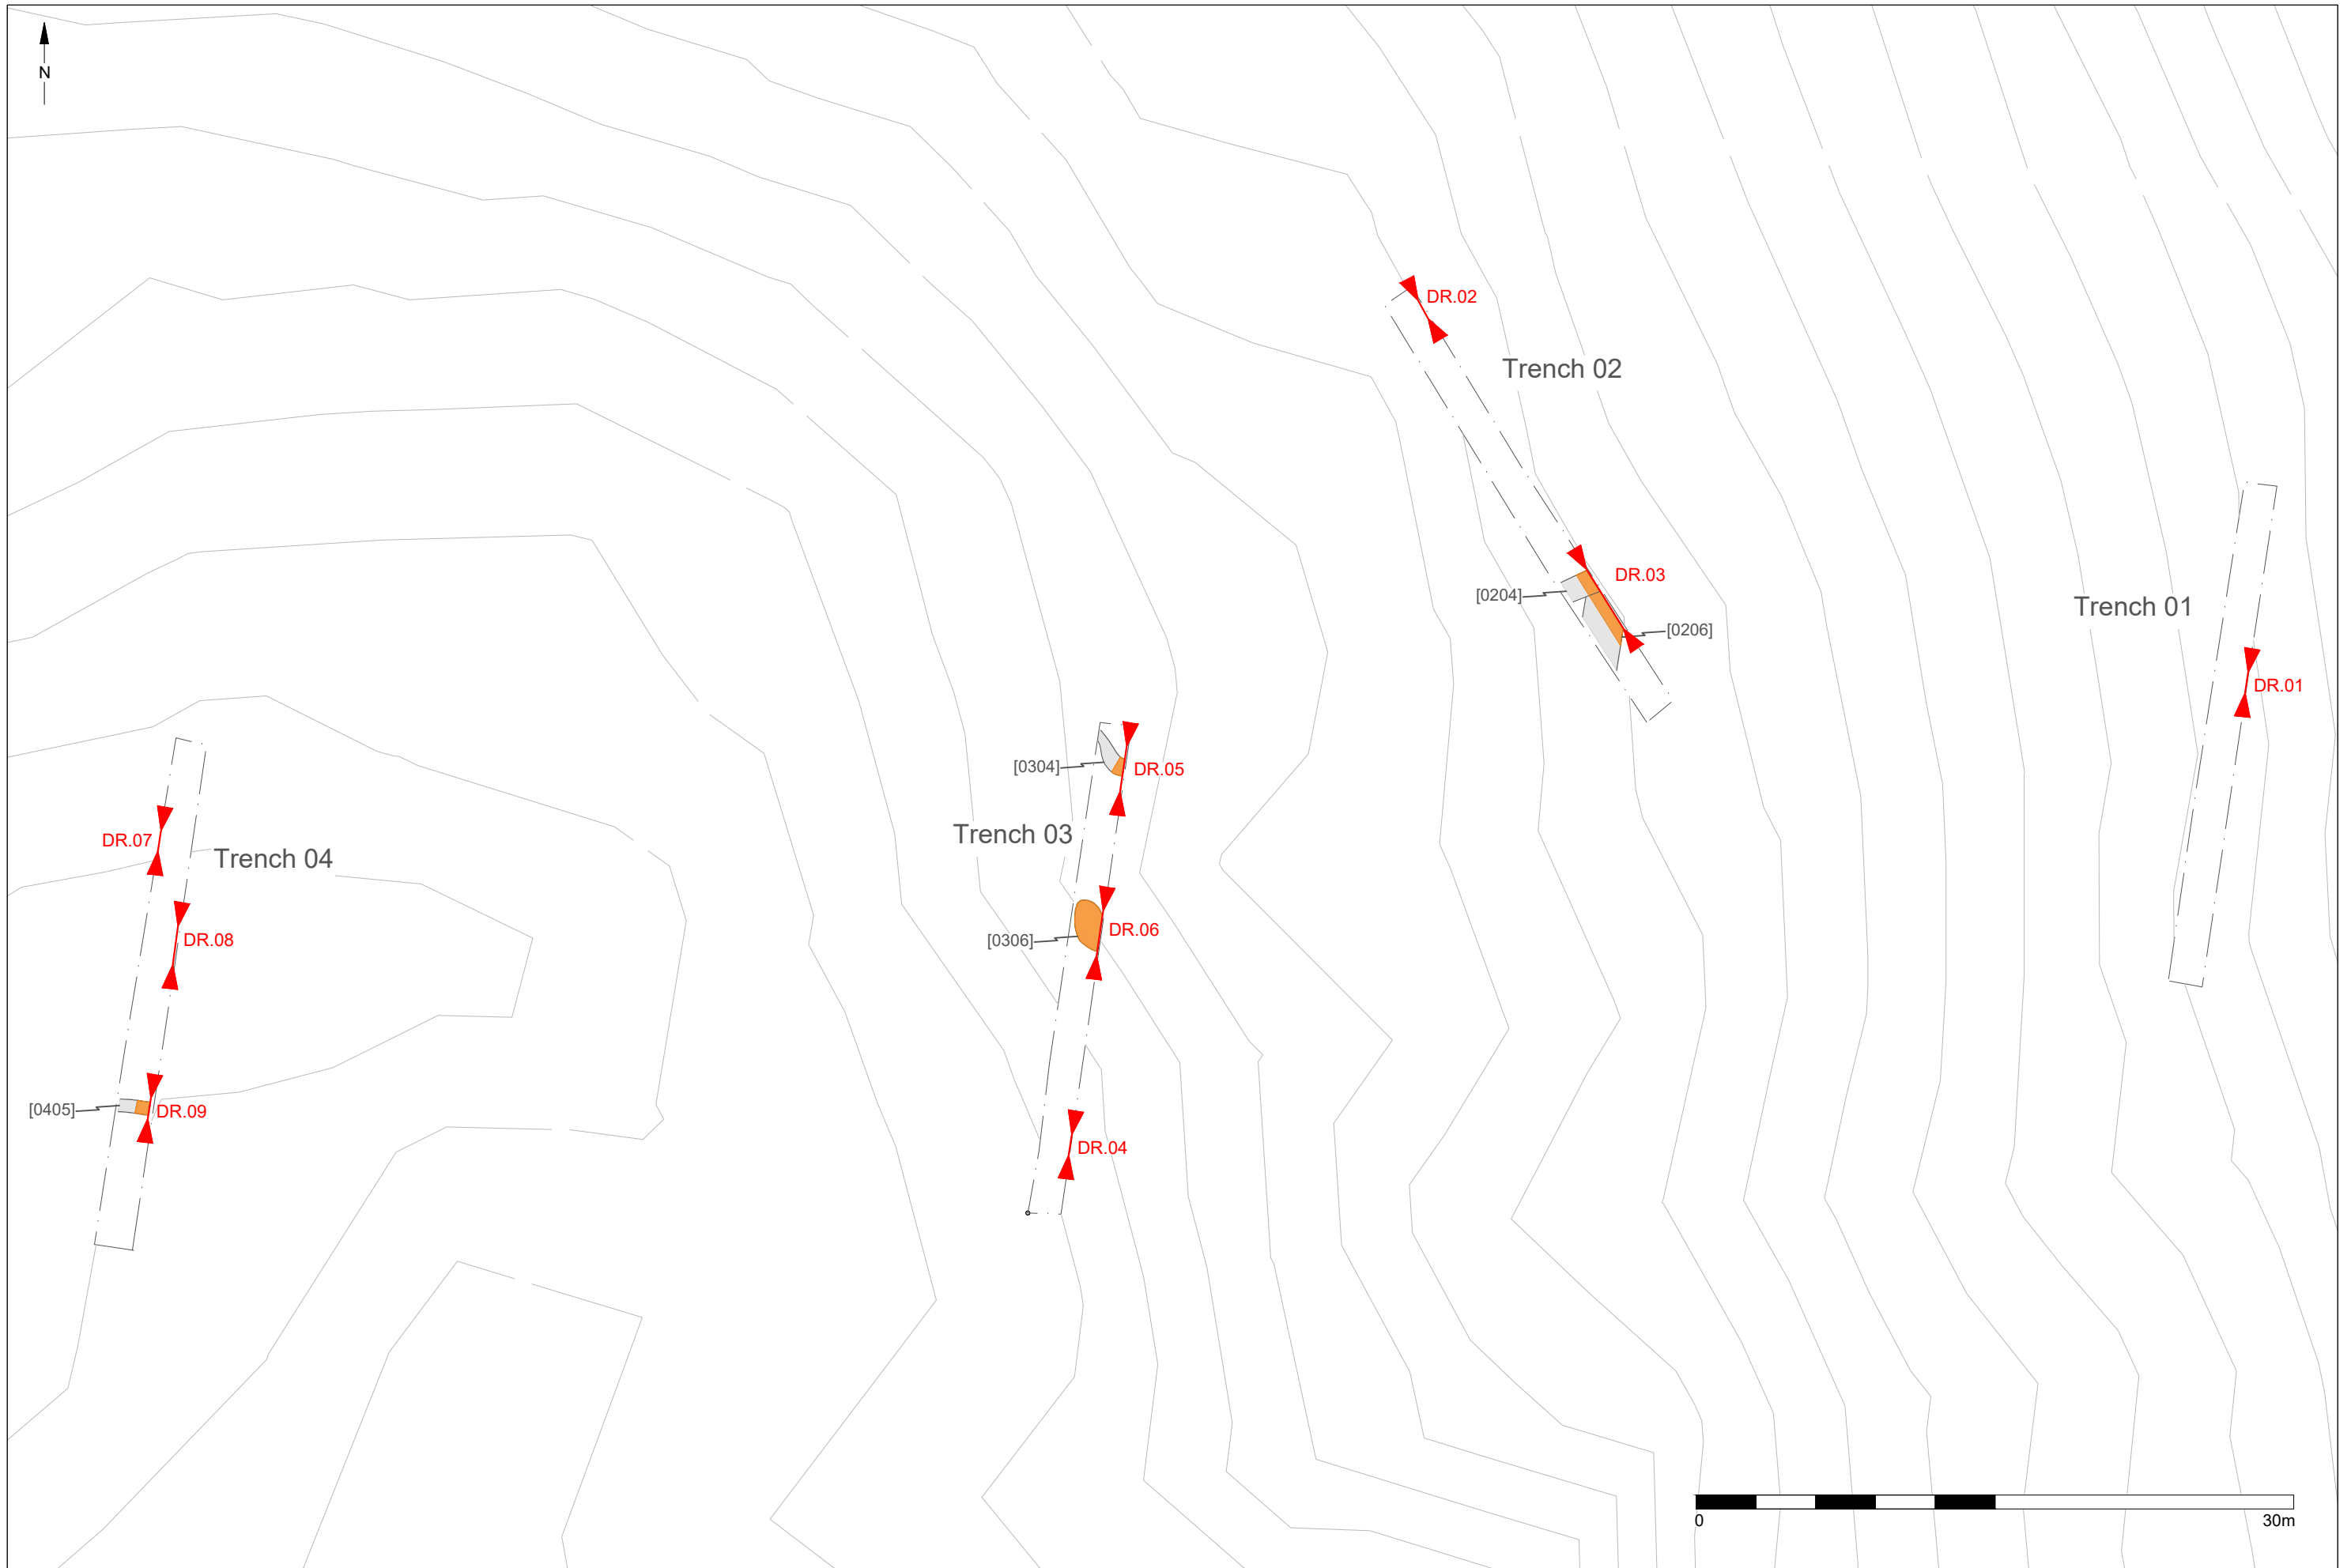 N
DR.02
Trench 02
DR.03
[0204]
[0206]
Trench 01
DR.01
[0304]
DR.05
Trench 03
DR.07
Trench 04
DR.06
DR.08
[0306]
[0405]
DR.09
DR.04
0
30m